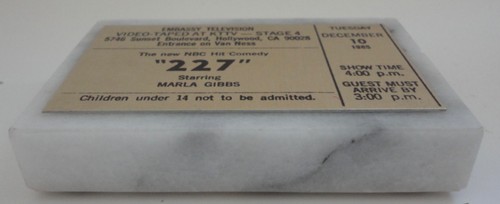 EMBASSY TELEVISION
VIDEO-TAPED AT KTTV — STAGE 4
5746 Sunset Boulevard, Hollywood, CA 90028
Entrance on Van Ness
The new NBC Hit Comedy
"227"
Starring
MARLA GIBBS
Children under 14 not to be admitted.
TUESDAY
DECEMBER
10
1985
SHOW TIME
4:00 p.m.
GUEST MUST
ARRIVE BY
3:00 p.m.